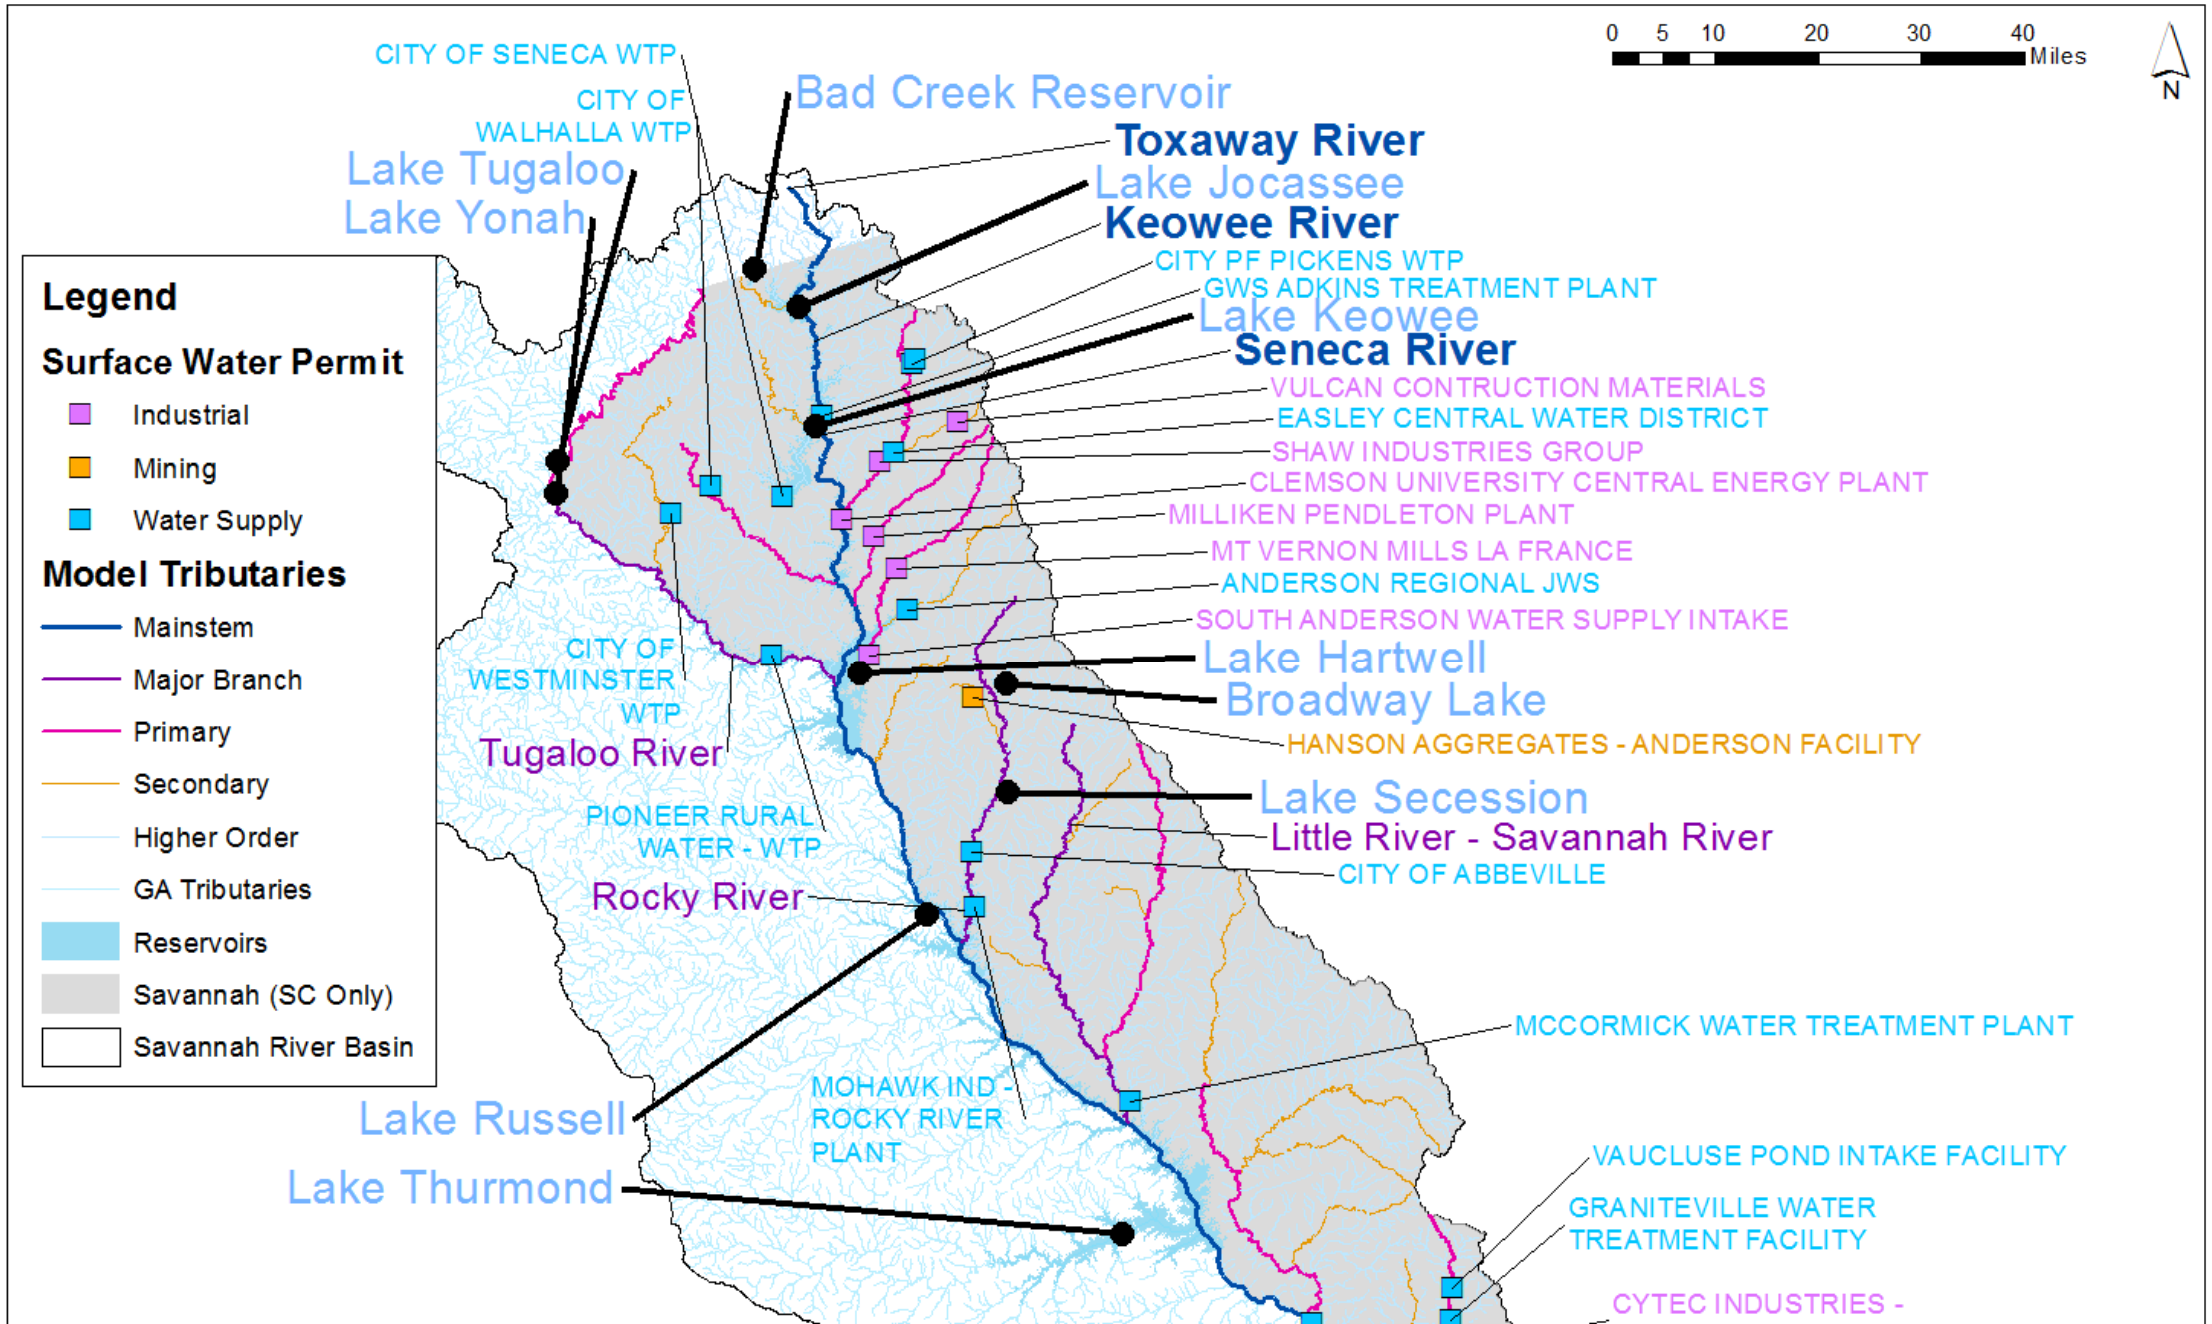 0 5 10 20 30 40
Miles
N
CITY OF SENECA WTP
CITY OF
WALHALLA WTP
Lake Tugaloo
Lake Yonah
Bad Creek Reservoir
Toxaway River
Lake Jocassee
Keowee River
CITY PF PICKENS WTP
GWS ADKINS TREATMENT PLANT
Lake Keowee
Seneca River
VULCAN CONTRUCTION MATERIALS
EASLEY CENTRAL WATER DISTRICT
SHAW INDUSTRIES GROUP
CLEMSON UNIVERSITY CENTRAL ENERGY PLANT
MILLIKEN PENDLETON PLANT
MT VERNON MILLS LA FRANCE
ANDERSON REGIONAL JWS
SOUTH ANDERSON WATER SUPPLY INTAKE
Lake Hartwell
Broadway Lake
HANSON AGGREGATES - ANDERSON FACILITY
Lake Secession
Little River - Savannah River
CITY OF ABBEVILLE
MCCORMICK WATER TREATMENT PLANT
VAUCLUSE POND INTAKE FACILITY
GRANITEVILLE WATER
TREATMENT FACILITY
CYTEC INDUSTRIES -
Legend
Surface Water Permit
Industrial
Mining
Water Supply
Model Tributaries
Mainstem
Major Branch
Primary
Secondary
Higher Order
GA Tributaries
Reservoirs
Savannah (SC Only)
Savannah River Basin
CITY OF
WESTMINSTER
WTP
Tugaloo River
PIONEER RURAL
WATER - WTP
Rocky River
MOHAWK IND -
ROCKY RIVER
PLANT
Lake Russell
Lake Thurmond